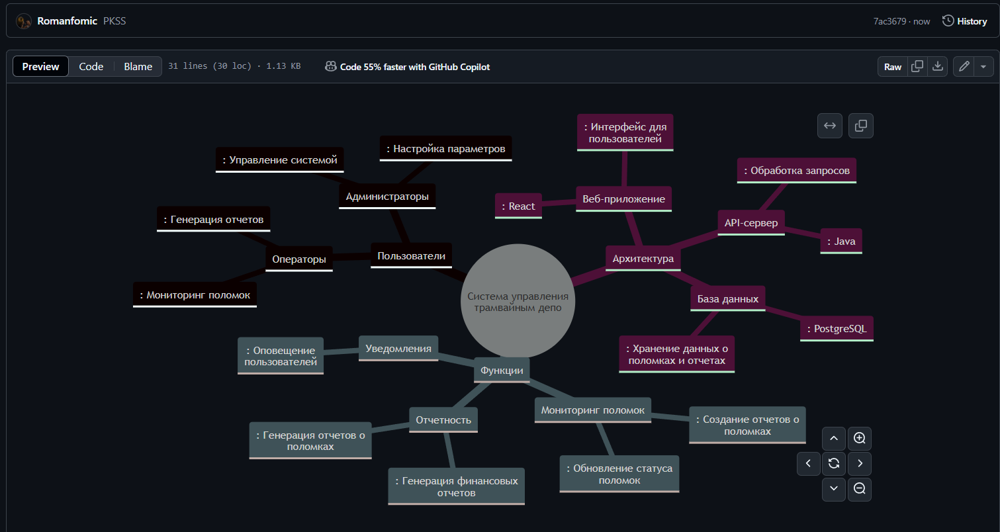 Romanfomic PKSS
7ac3679 · now
History
Preview
Code
Blame
31 lines (30 loc) · 1.13 KB
Code 55% faster with GitHub Copilot
Raw
: Интерфейс для
пользователей
: Настройка параметров
: Управление системой
: Обработка запросов
Администраторы
Веб-приложение
: React
: Генерация отчетов
API-сервер
: Java
Операторы
Пользователи
Архитектура
: Мониторинг поломок
Система управления
трамвайным депо
База данных
: PostgreSQL
: Оповещение
пользователей
Уведомления
: Хранение данных о
поломках и отчетах
Функции
Отчетность
Мониторинг поломок
: Создание отчетов о
поломках
: Генерация отчетов о
поломках
: Генерация финансовых
отчетов
: Обновление статуса
поломок